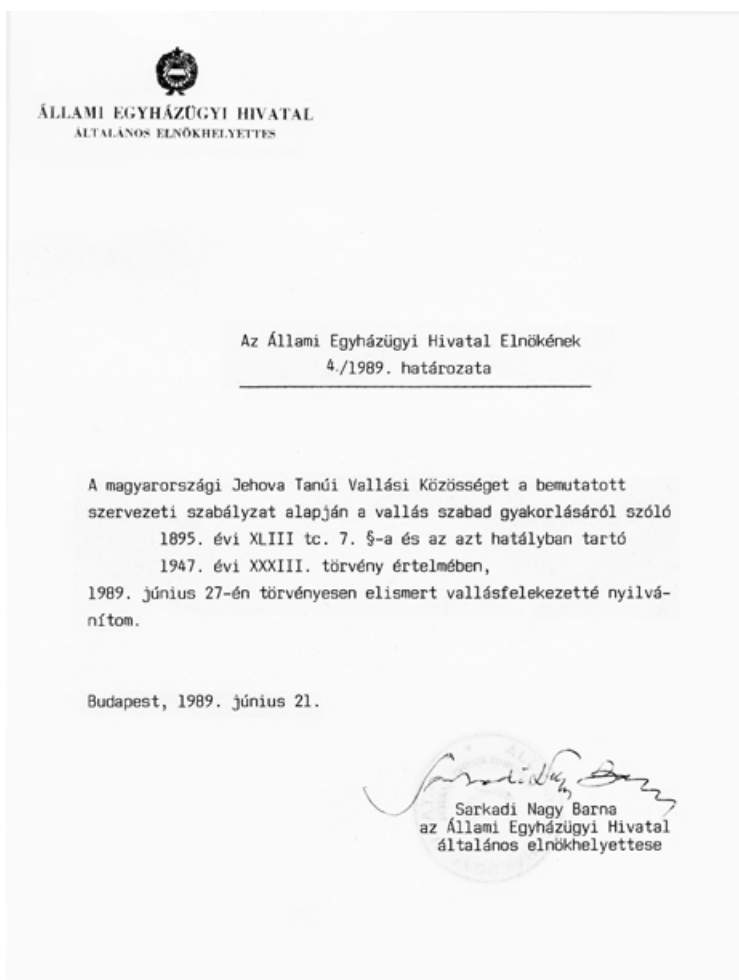 ÁLLAMI EGYHÁZÜGYI HIVATAL
ÁLTALÁNOS ELNÖKHELYETTES
Az Állami Egyházügyi Hivatal Elnökének
4./1989. határozata
A magyarországi Jehova Tanúi Vallási Közösséget a bemutatott
szervezeti szabályzat alapján a vallás szabad gyakorlásáról szóló
1895. évi XLIII tc. 7. §-a és az azt hatályban tartó
1947. évi XXXIII. törvény értelmében,
1989. június 27-én törvényesen elismert vallásfelekezetté nyilvá-
nítom.
Budapest, 1989. június 21.
Sarkadi Nagy Barna
Sarkadi Nagy Barna
az Állami Egyházügyi Hivatal
általános elnökhelyettese